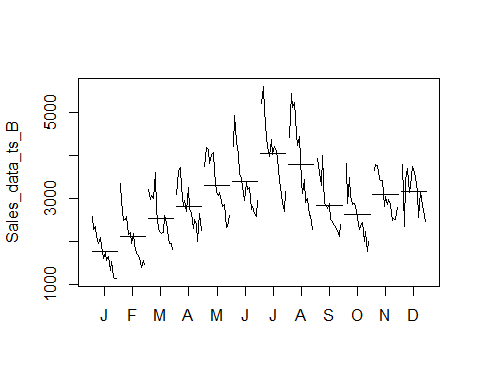 Sales_data_ts_B
5000
3000
1000
J F M A M J J A S O N D